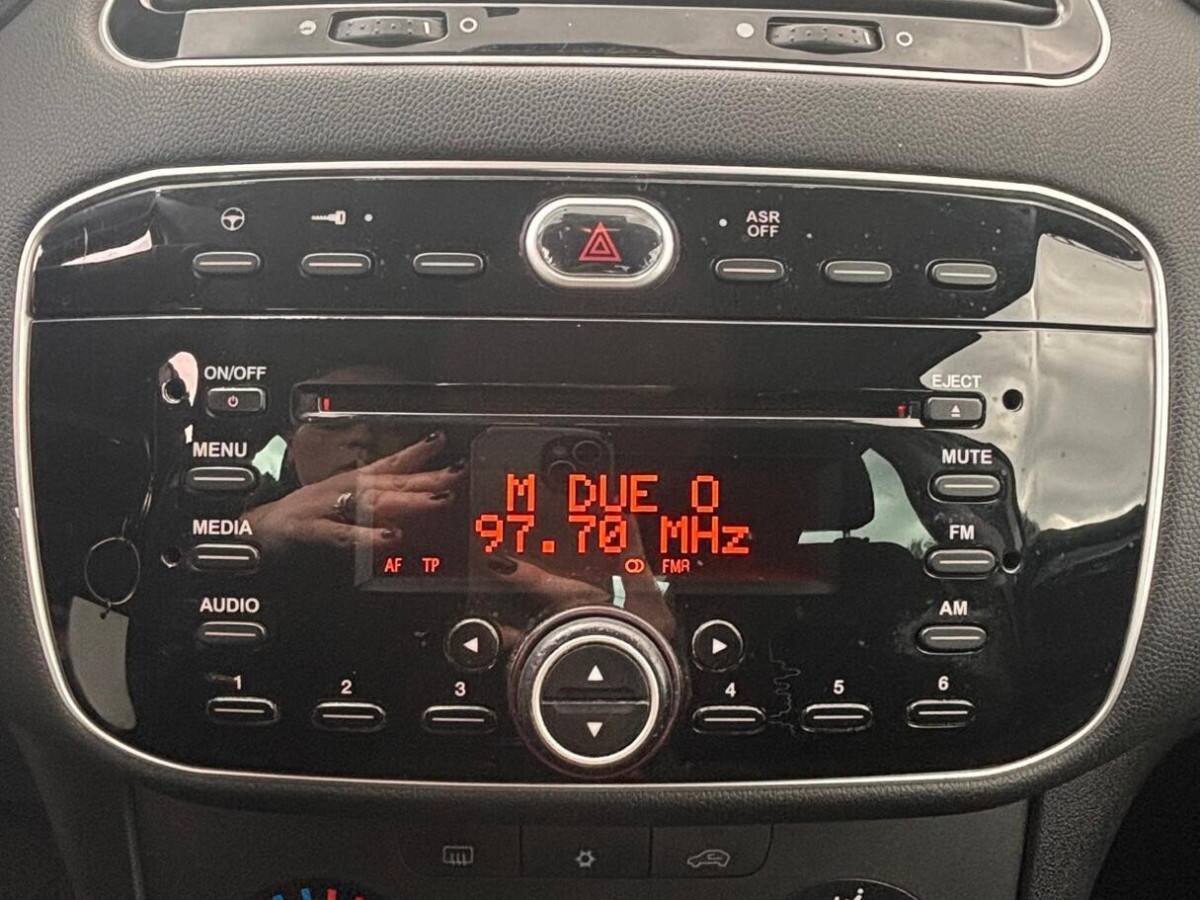 ASR
OFF
ON/OFF
EJECT
MENU
MUTE
M DUE O
97.70 MHz
MEDIA
FM
AF TP FMA
AUDIO
AM
1 2 3 4 5 6